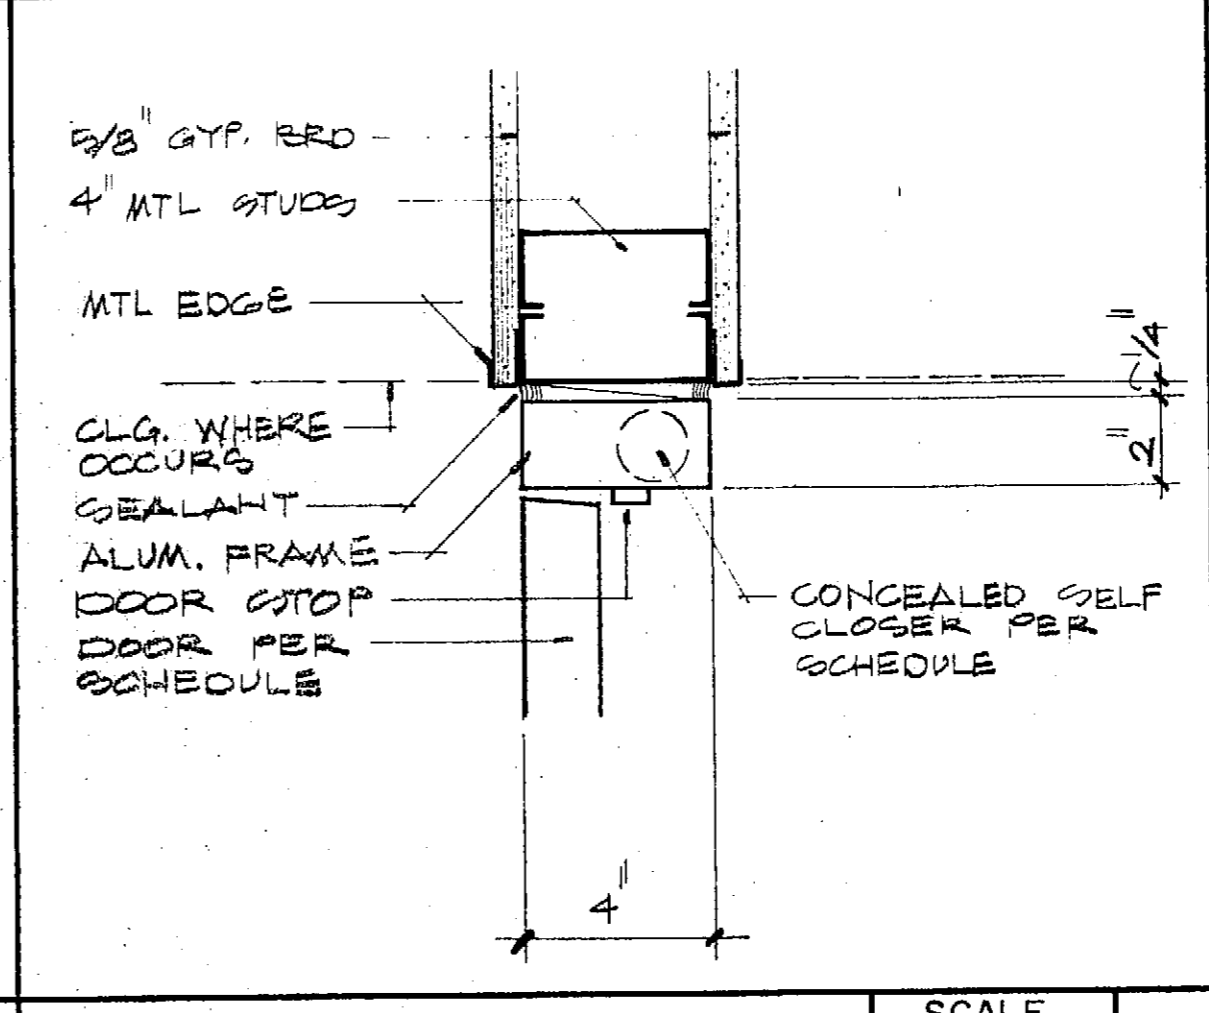 5/8" GYP. BRD
4" MTL STUDS
MTL EDGE
CLG. WHERE
OCCURS
SEALANT
ALUM. FRAME
DOOR STOP
DOOR PER
SCHEDULE
1/4"
2"
CONCEALED SELF
CLOSER PER
SCHEDULE
4"
SCALE